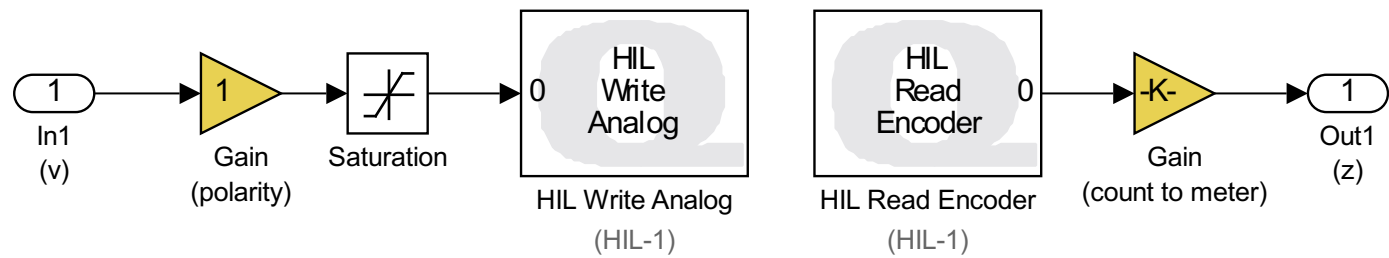 1
In1
(v)
1
Gain
(polarity)
Saturation
0
HIL
Write
Analog
HIL Write Analog
(HIL-1)
HIL
Read
Encoder
0
HIL Read Encoder
(HIL-1)
-K-
Gain
(count to meter)
1
Out1
(z)